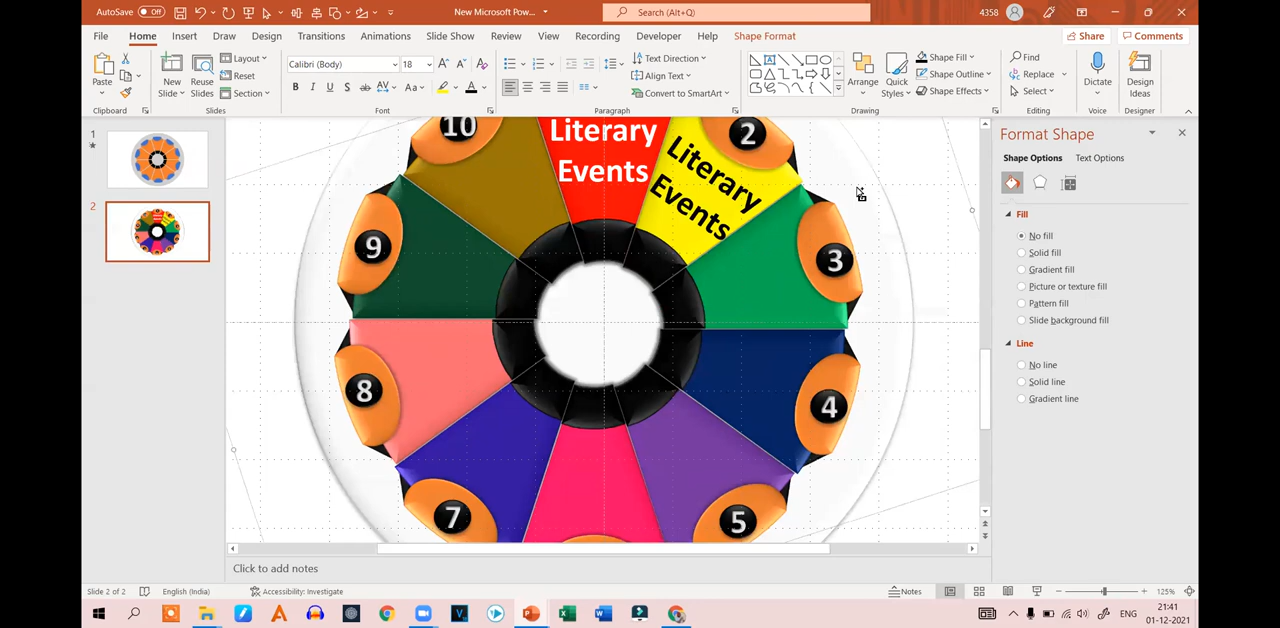 AutoSave Off
New Microsoft Pow...
Search (Alt+Q)
4358
File Home Insert Draw Design Transitions Animations Slide Show Review View Recording Developer Help Shape Format
Share Comments
Paste
New Slide
Reuse Slides
Layout
Reset
Section
Calibri (Body) 18
B I U S ab AV Aa A
Text Direction
Align Text
Convert to SmartArt
Arrange
Quick Styles
Shape Fill
Shape Outline
Shape Effects
Find
Replace
Select
Dictate
Design Ideas
Clipboard Slides Font Paragraph Drawing Editing Voice Designer
1
2
10
Literary
Events
Literary
Events
2
9
3
8
4
7
5
Format Shape
Shape Options Text Options
Fill
No fill
Solid fill
Gradient fill
Picture or texture fill
Pattern fill
Slide background fill
Line
No line
Solid line
Gradient line
Click to add notes
Slide 2 of 2 English (India) Accessibility: Investigate Notes 125%
ENG
21:41
01-12-2021